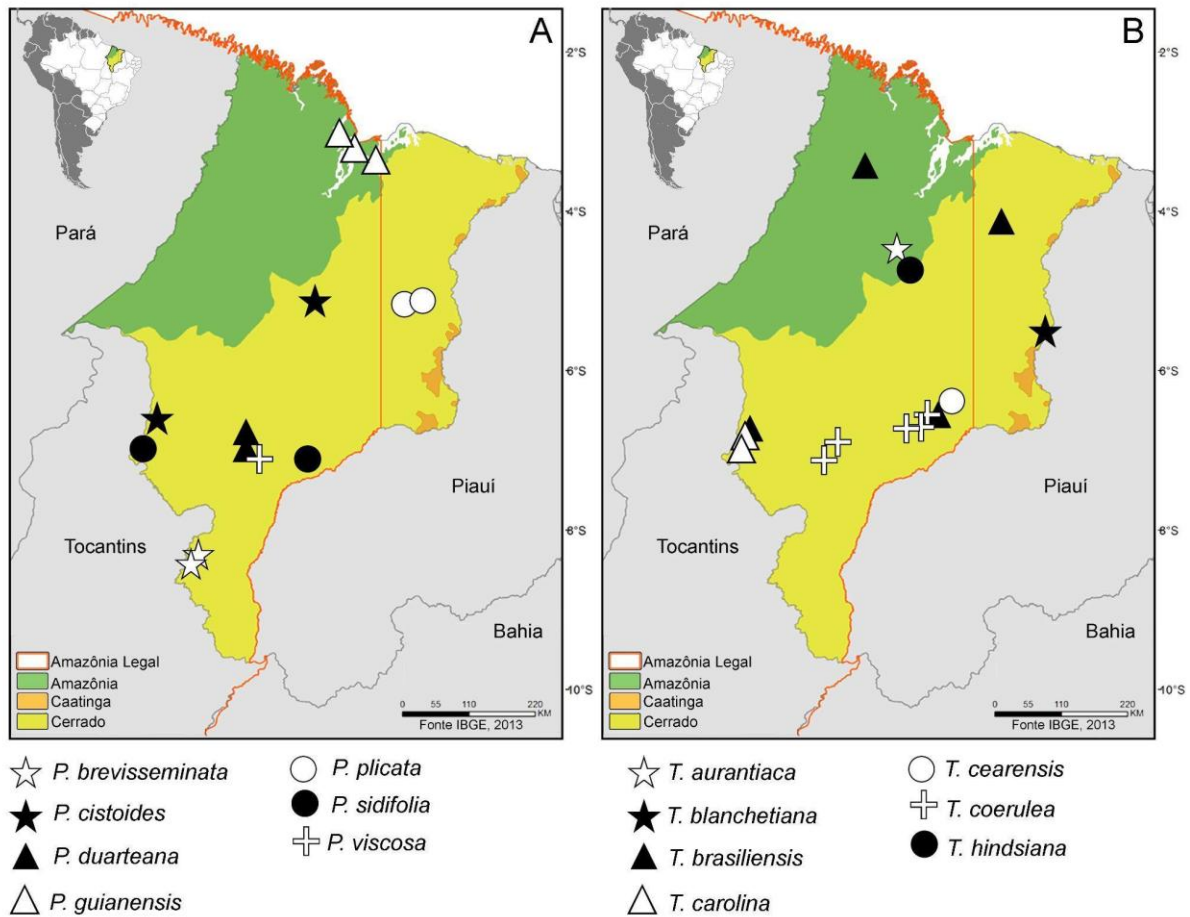 A
2°S
Pará
4°S
6°S
Piauí
Tocantins
8°S
Bahia
Amazônia Legal
Amazônia
Caatinga
Cerrado
10°S
0 55 110 220
KM
Fonte IBGE, 2013
P. brevisseminata
P. cistoides
P. duarteana
P. guianensis
P. plicata
P. sidifolia
P. viscosa
B
2°S
Pará
4°S
6°S
Piauí
Tocantins
8°S
Bahia
Amazônia Legal
Amazônia
Caatinga
Cerrado
10°S
0 55 110 220
KM
Fonte IBGE, 2013
T. aurantiaca
T. blanchetiana
T. brasiliensis
T. carolina
T. cearensis
T. coerulea
T. hindsiana